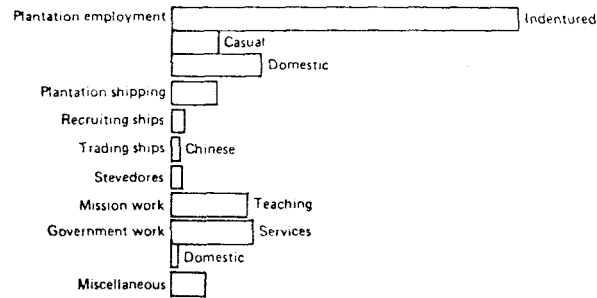 Plantation employment Indentured
Casual
Domestic
Plantation shipping
Recruiting ships
Trading ships Chinese
Stevedores
Mission work Teaching
Government work Services
Domestic
Miscellaneous